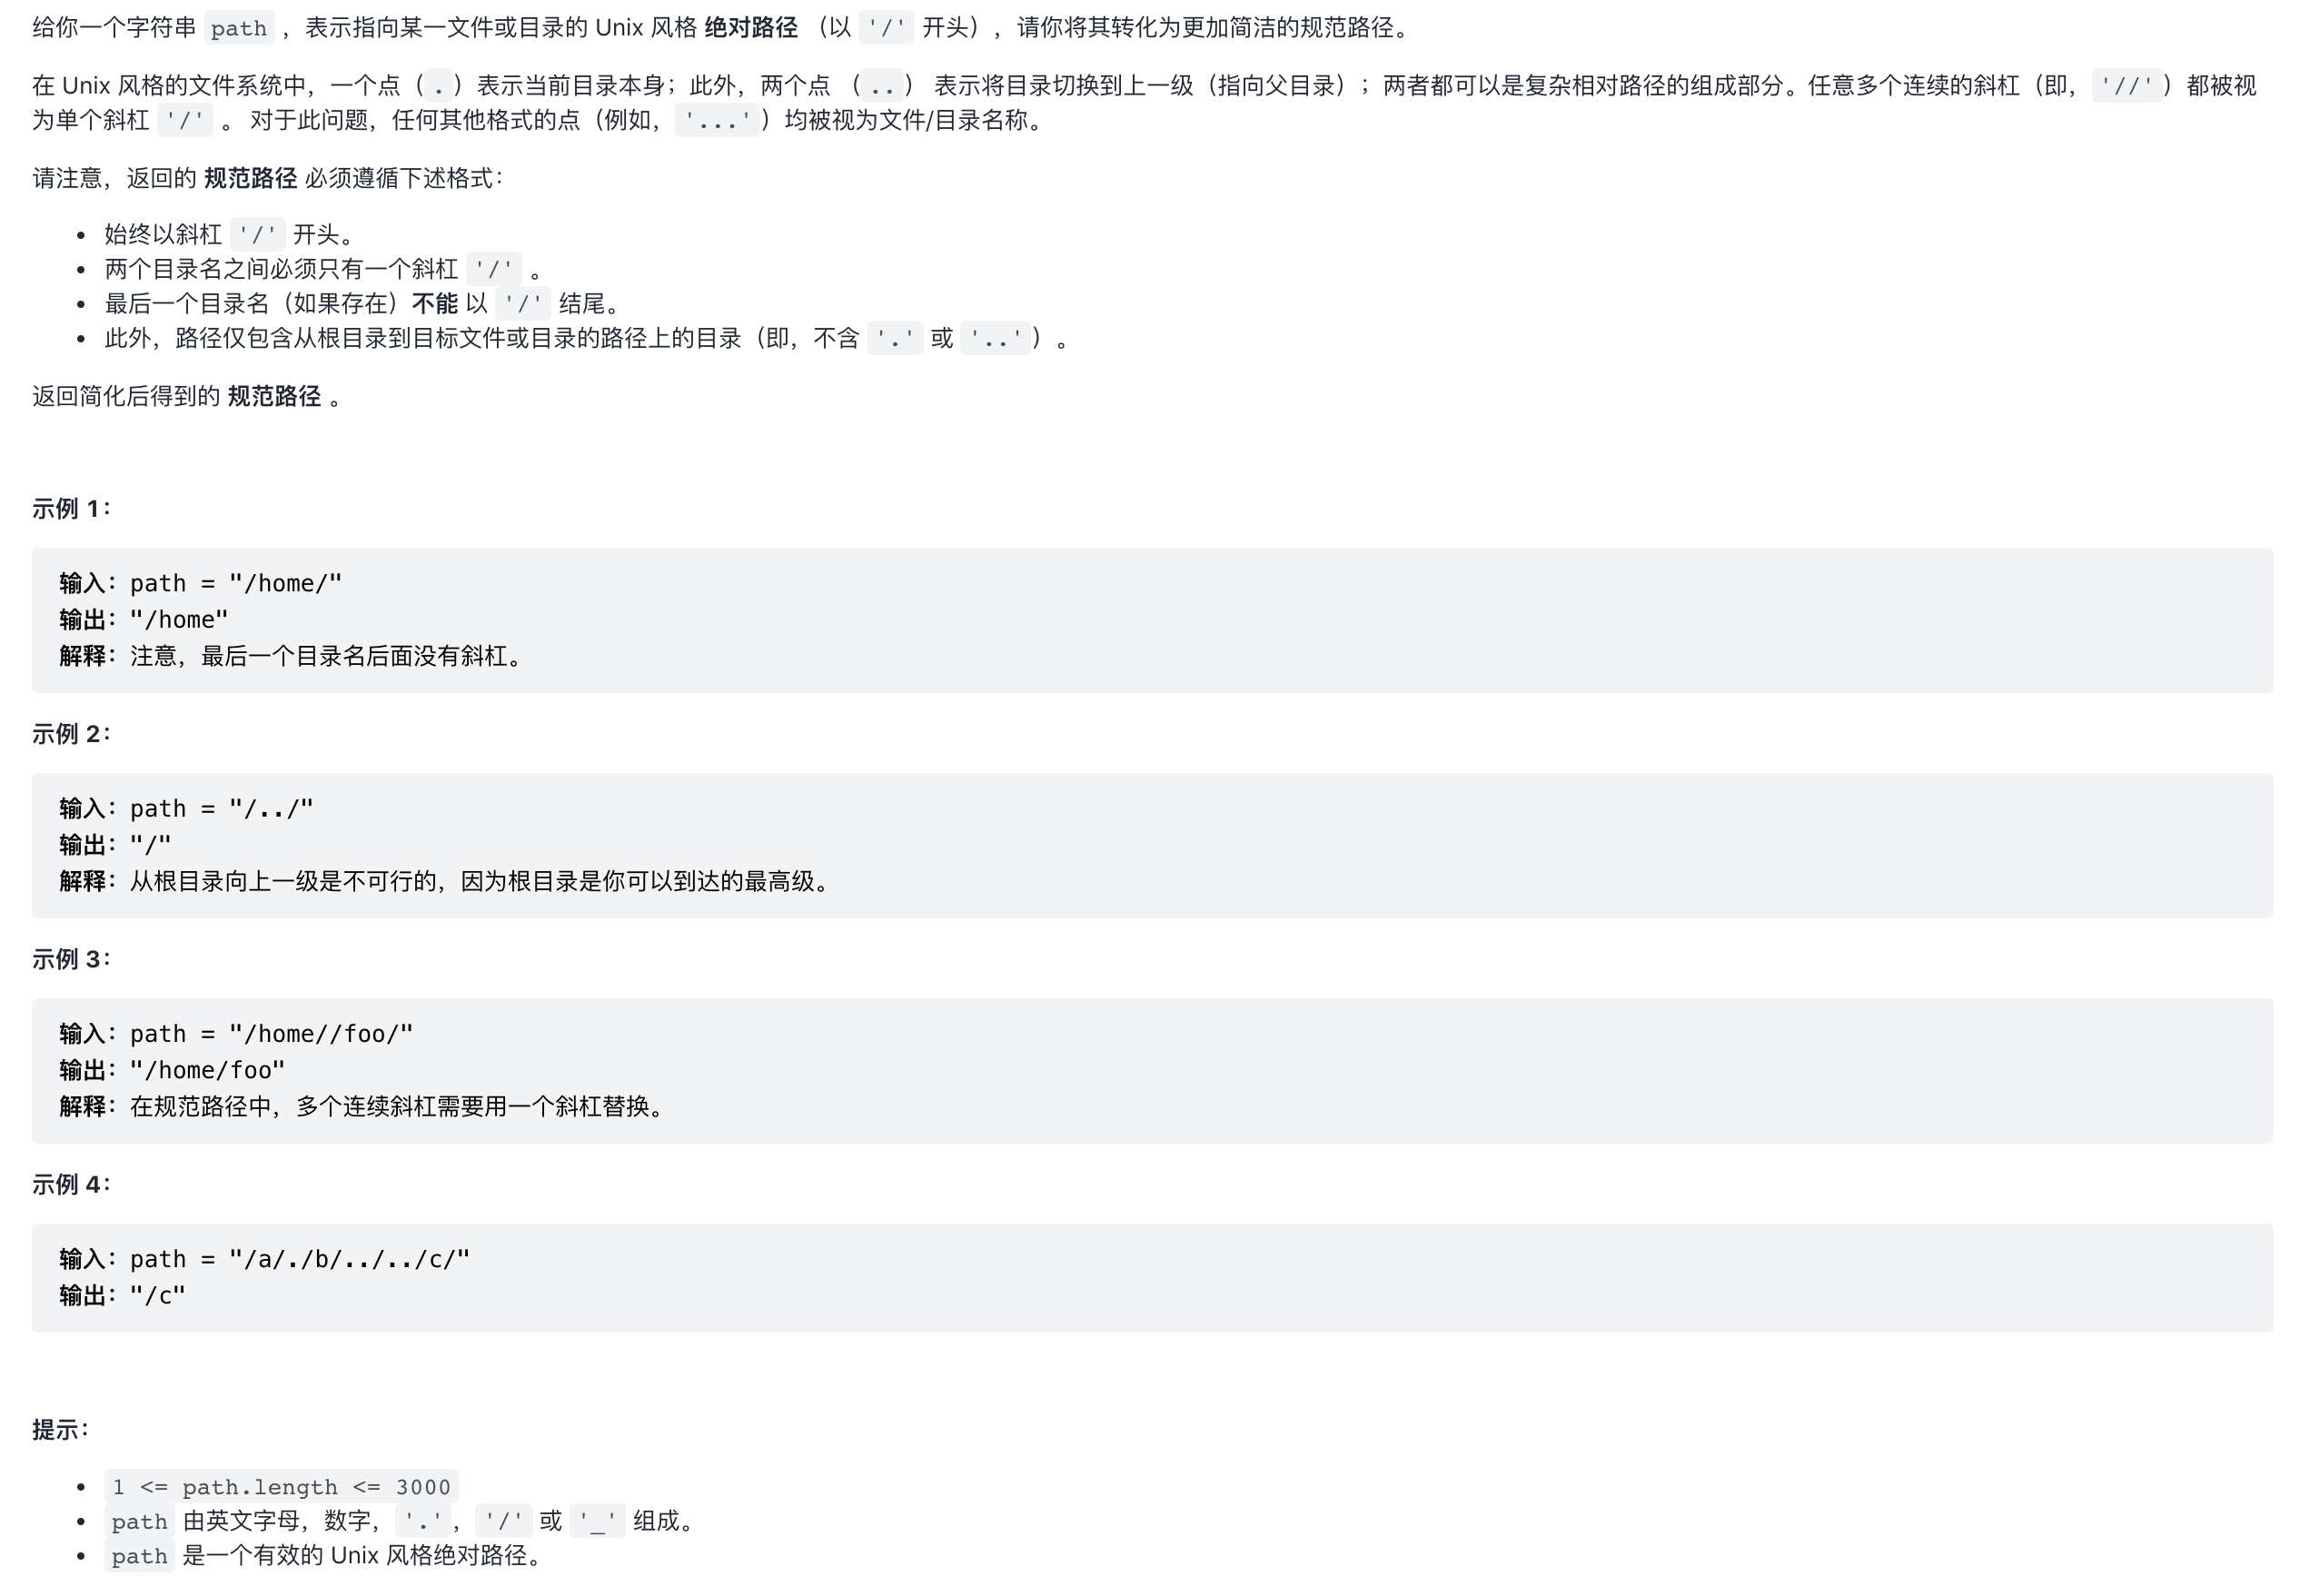 给你一个字符串 path ，表示指向某一文件或目录的 Unix 风格 绝对路径 （以 '/' 开头），请你将其转化为更加简洁的规范路径。
在 Unix 风格的文件系统中，一个点（.）表示当前目录本身；此外，两个点 （..） 表示将目录切换到上一级（指向父目录）；两者都可以是复杂相对路径的组成部分。任意多个连续的斜杠（即，'//'）都被视
为单个斜杠 '/' 。 对于此问题，任何其他格式的点（例如，'...'）均被视为文件/目录名称。
请注意，返回的 规范路径 必须遵循下述格式：
• 始终以斜杠 '/' 开头。
• 两个目录名之间必须只有一个斜杠 '/' 。
• 最后一个目录名（如果存在）不能 以 '/' 结尾。
• 此外，路径仅包含从根目录到目标文件或目录的路径上的目录（即，不含 '.' 或 '..'）。
返回简化后得到的 规范路径 。
示例 1：
输入：path = "/home/"
输出："/home"
解释：注意，最后一个目录名后面没有斜杠。
示例 2：
输入：path = "/../"
输出："/"
解释：从根目录向上一级是不可行的，因为根目录是你可以到达的最高级。
示例 3：
输入：path = "/home//foo/"
输出："/home/foo"
解释：在规范路径中，多个连续斜杠需要用一个斜杠替换。
示例 4：
输入：path = "/a/./b/../../c/"
输出："/c"
提示：
• 1 <= path.length <= 3000
• path 由英文字母，数字，'.'，'/' 或 '_' 组成。
• path 是一个有效的 Unix 风格绝对路径。